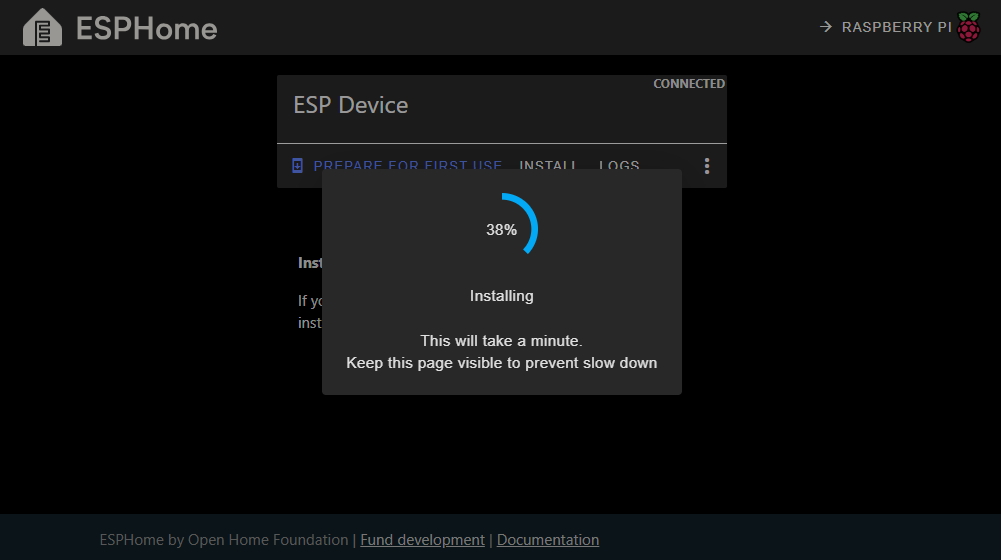 ESPHome
RASPBERRY PI
CONNECTED
ESP Device
PREPARE FOR FIRST USE INSTALL LOGS
38%
Inst
If yo
inst
Installing
This will take a minute.
Keep this page visible to prevent slow down
ESPHome by Open Home Foundation | Fund development | Documentation